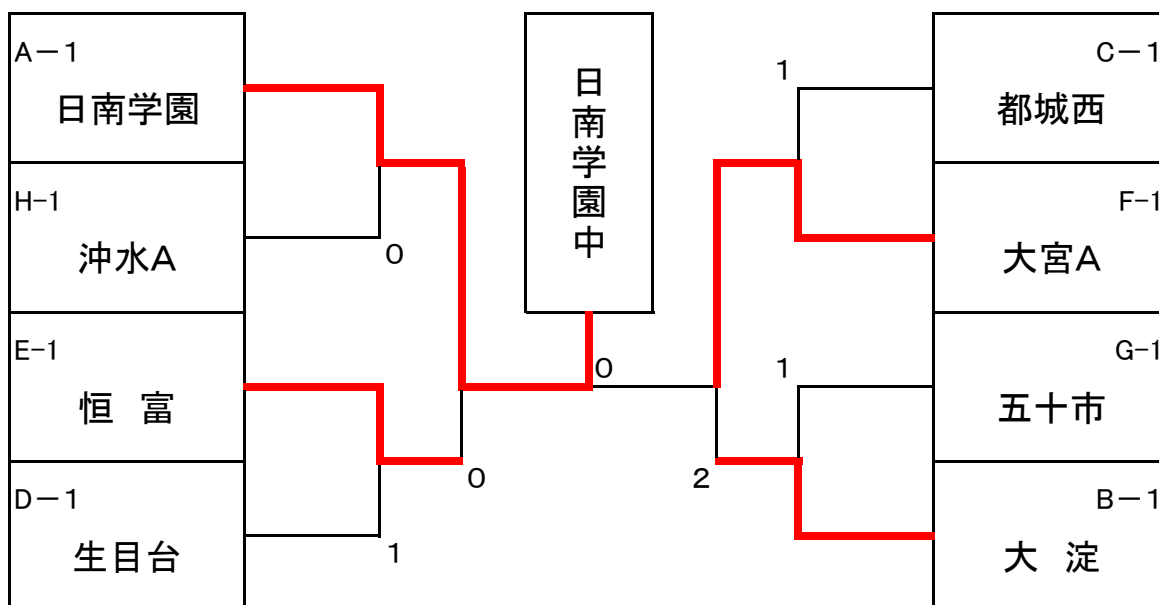 A－1
日南学園
H-1
沖水A
E-1
恒　富
D－1
生目台
0
1
0
日南学園中
0
1
1
2
C－1
都城西
F-1
大宮A
G-1
五十市
B－1
大　淀